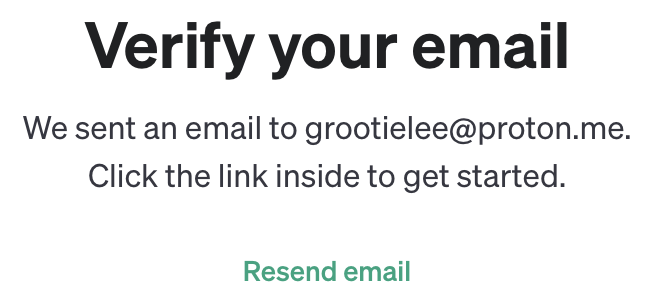 Verify your email
We sent an email to grootielee@proton.me.
Click the link inside to get started.
Resend email